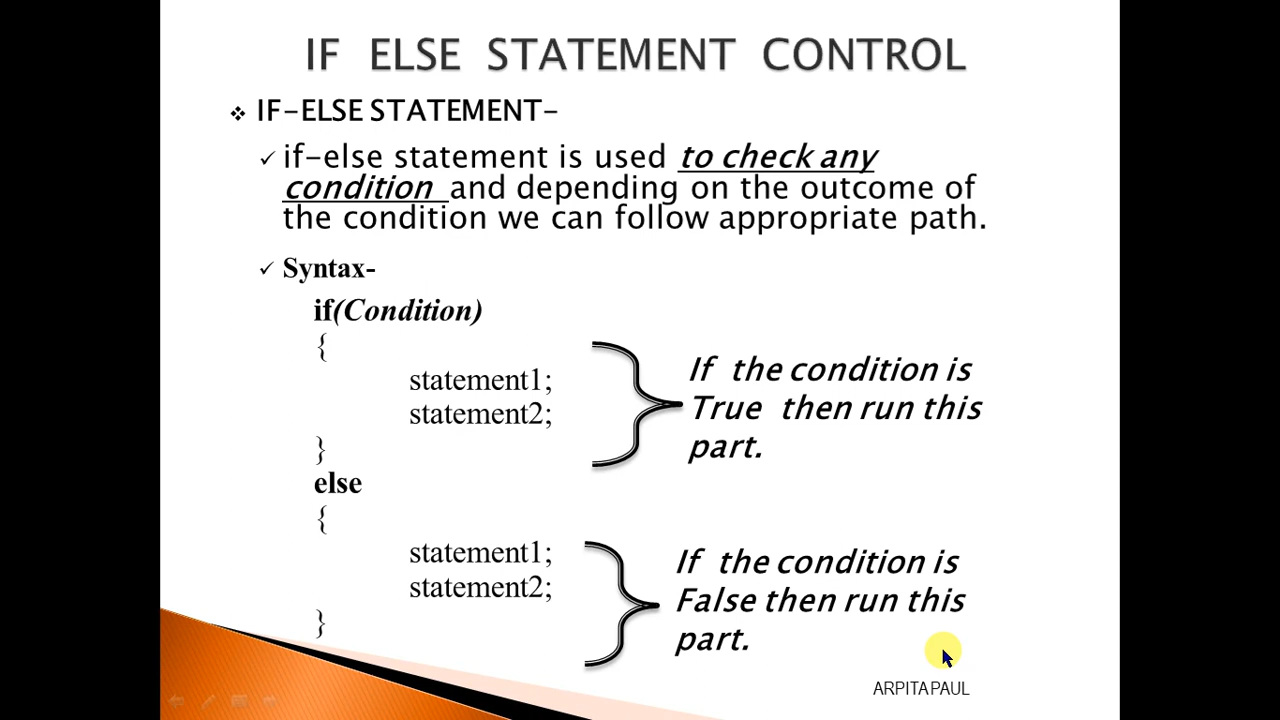 IF ELSE STATEMENT CONTROL
IF-ELSE STATEMENT-
if-else statement is used to check any
condition and depending on the outcome of
the condition we can follow appropriate path.
Syntax-
if(Condition)
{
statement1;
statement2;
}
If the condition is
True then run this
part.
else
{
statement1;
statement2;
}
If the condition is
False then run this
part.
ARPITA PAUL